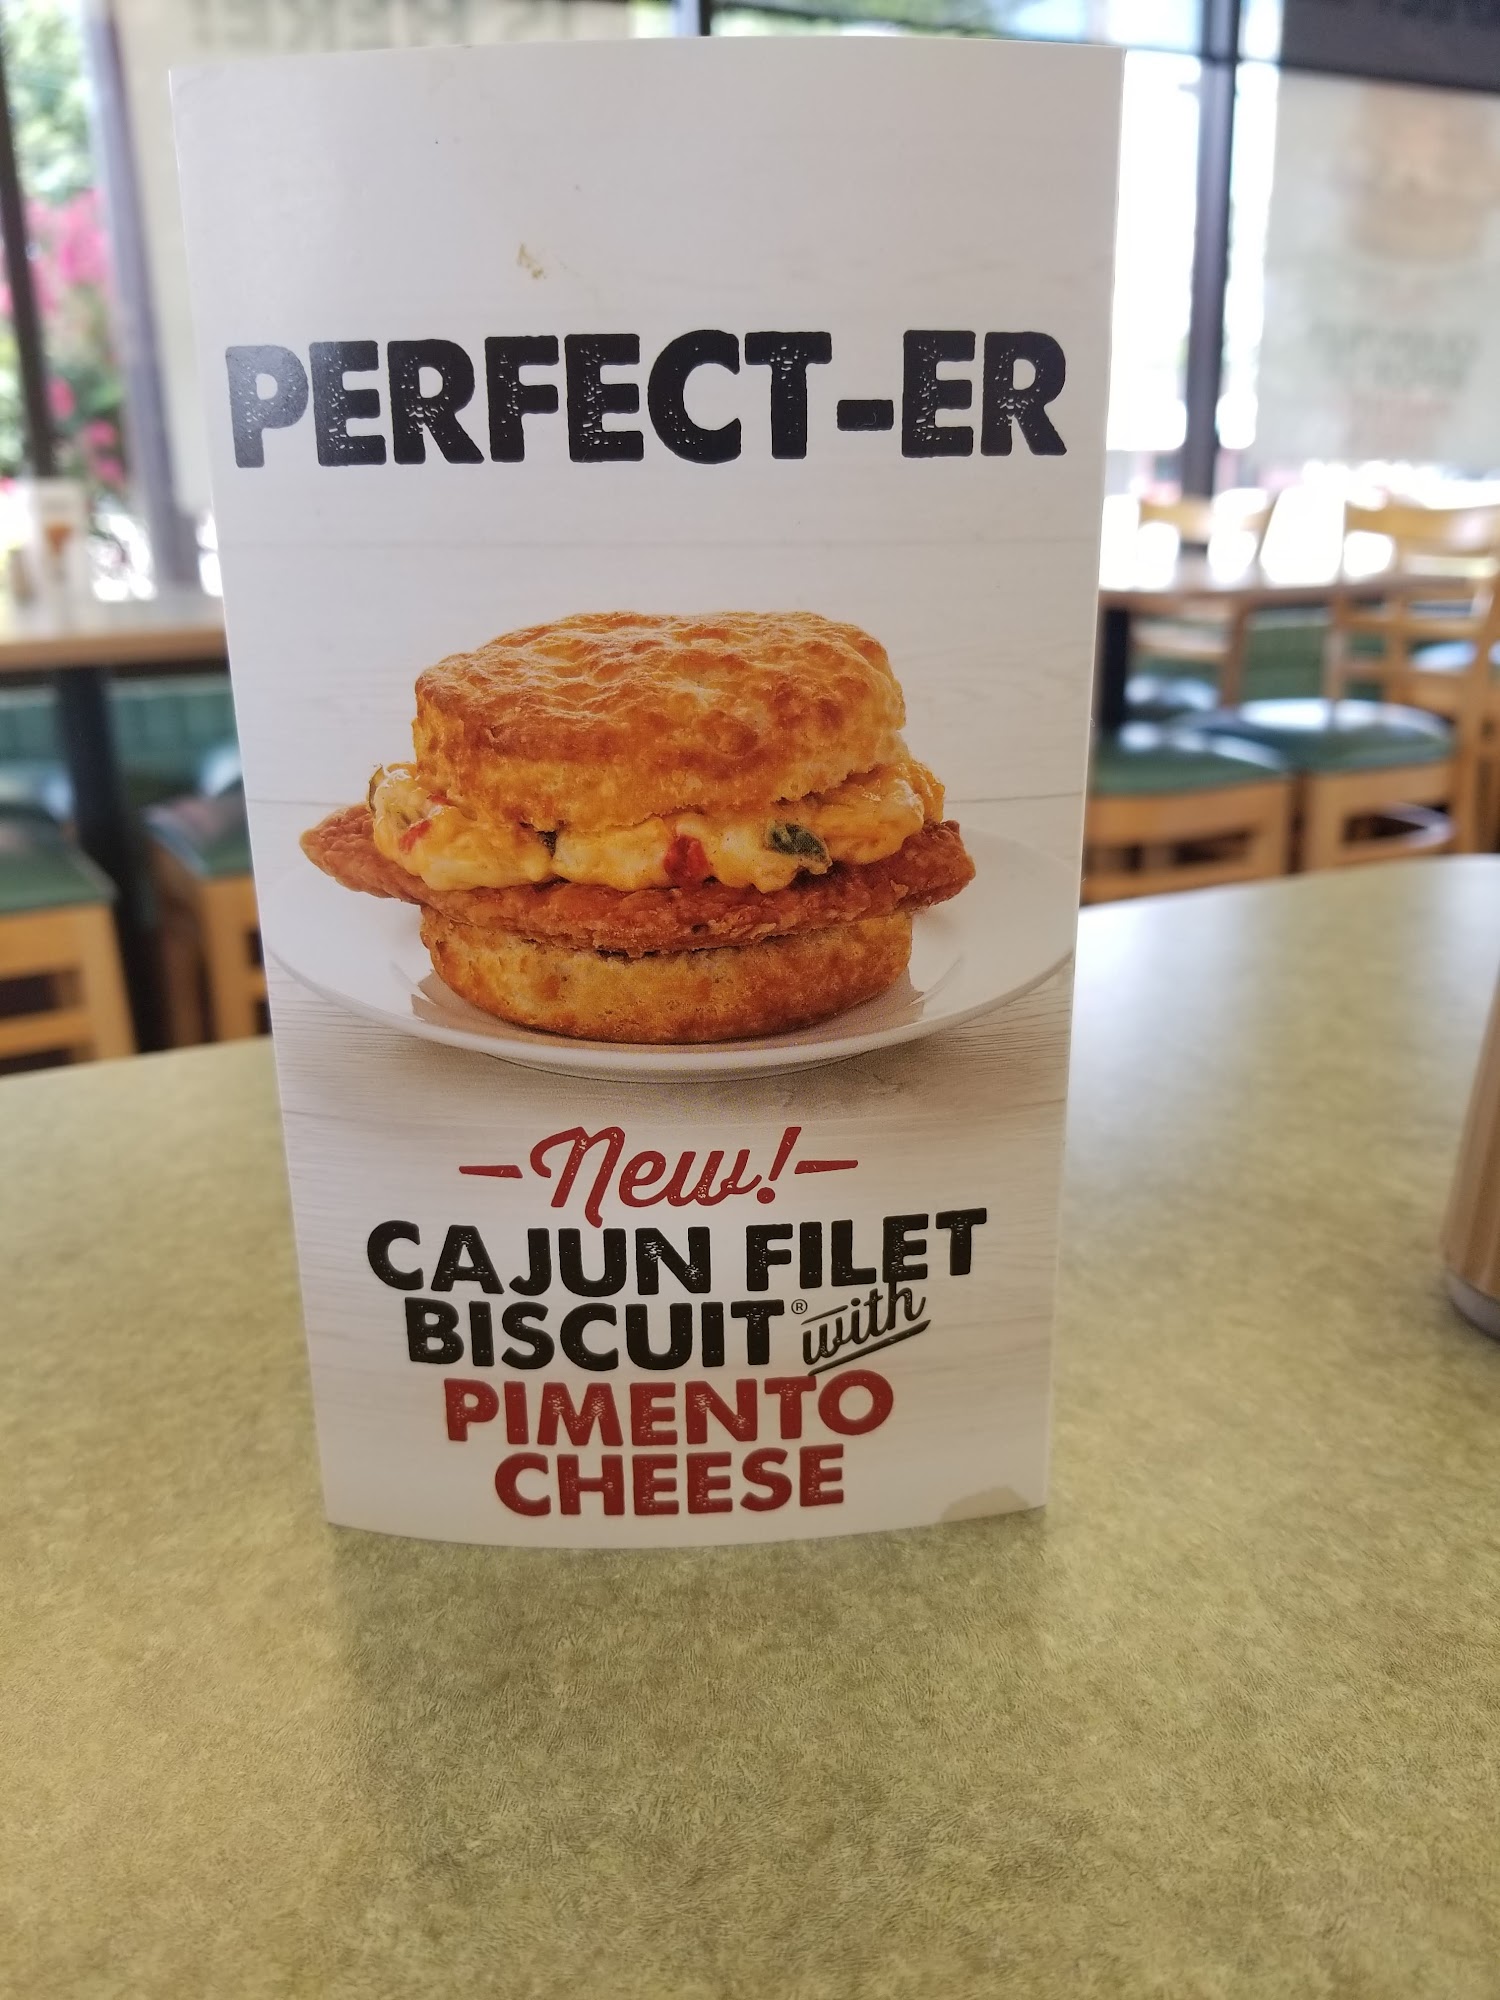 PERFECT-ER
New!
CAJUN FILET
BISCUIT® with
PIMENTO
CHEESE